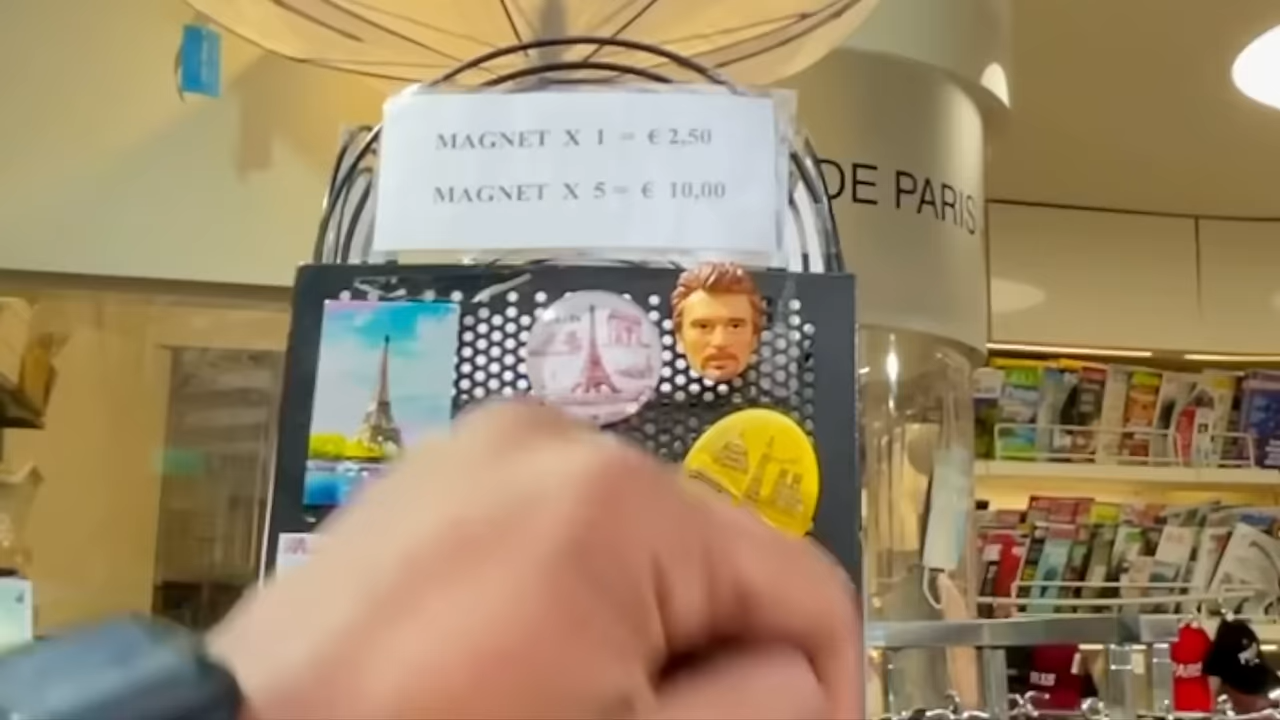 MAGNET X 1 = € 2,50
MAGNET X 5 = € 10,00
DE PARIS